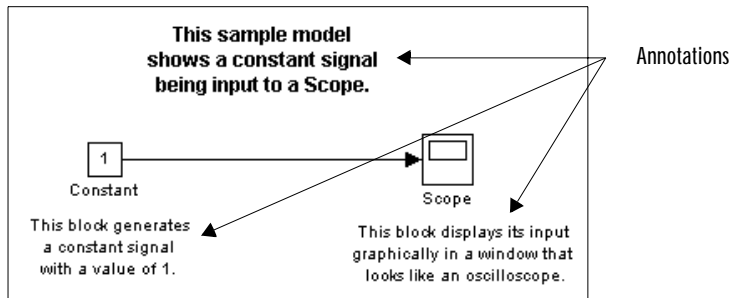 This sample model
shows a constant signal
being input to a Scope.
Annotations
1
Constant
Scope
This block generates
a constant signal
with a value of 1.
This block displays its input
graphically in a window that
looks like an oscilloscope.